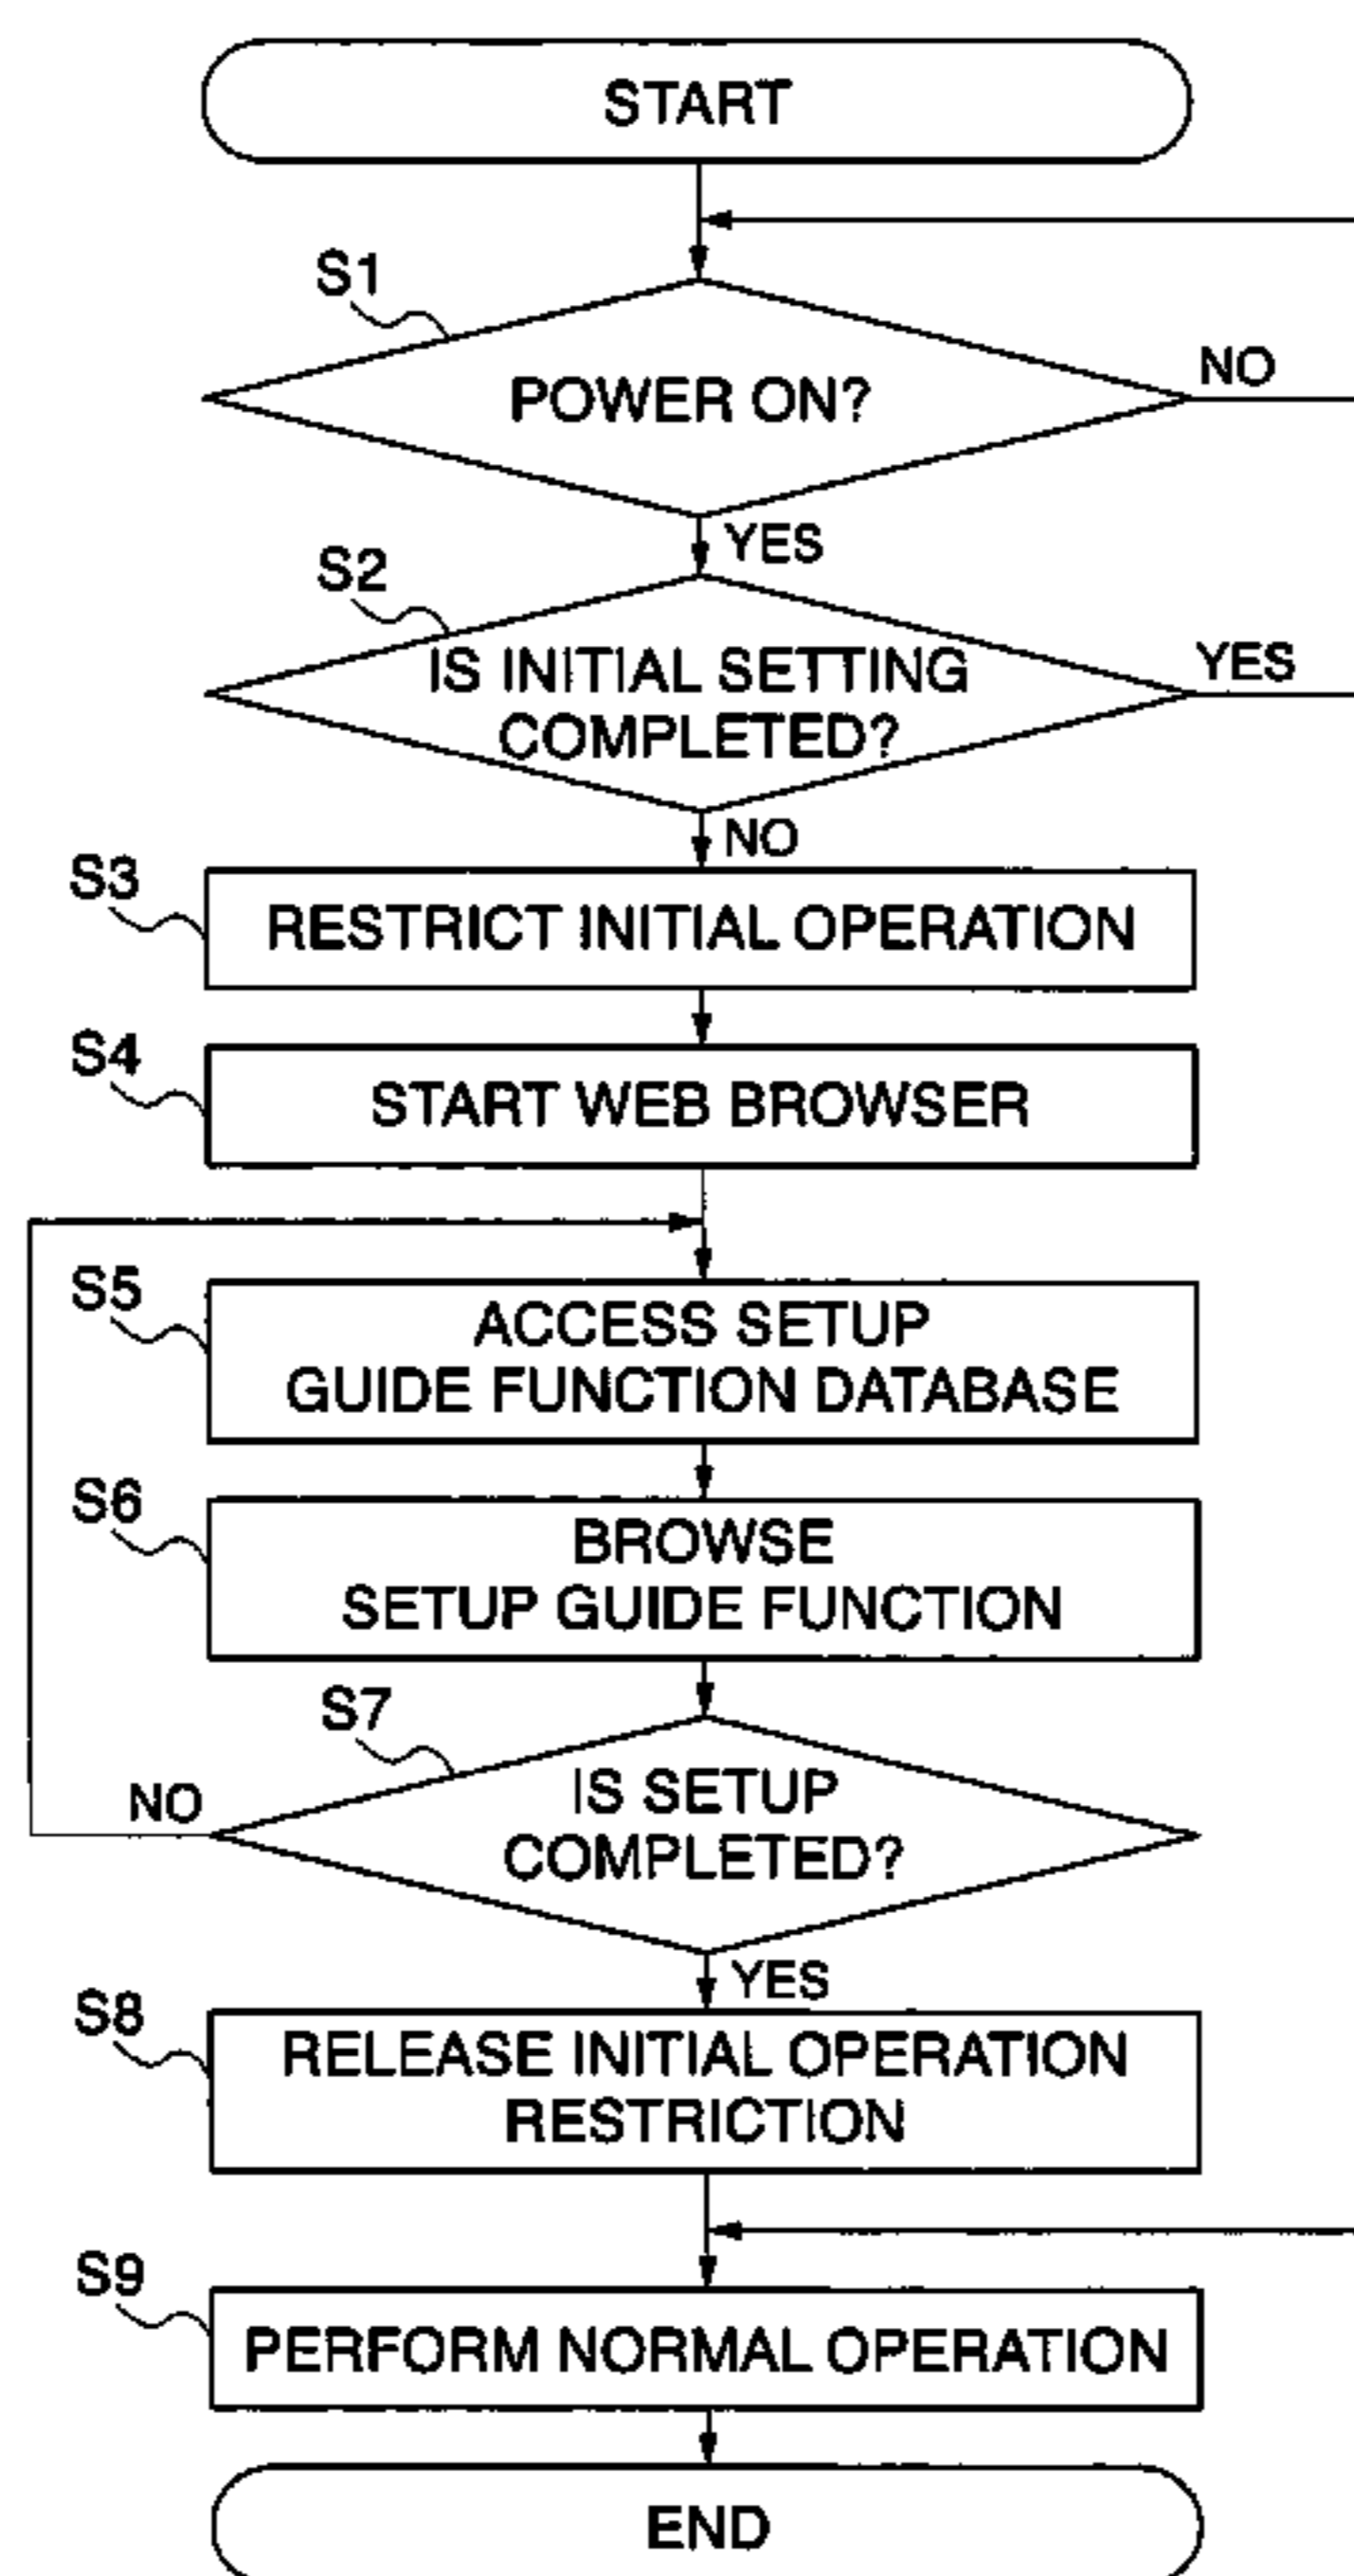 START
S1
POWER ON?
NO
YES
S2
IS INITIAL SETTING
COMPLETED?
YES
NO
S3
RESTRICT INITIAL OPERATION
S4
START WEB BROWSER
S5
ACCESS SETUP
GUIDE FUNCTION DATABASE
S6
BROWSE
SETUP GUIDE FUNCTION
S7
IS SETUP
COMPLETED?
NO
YES
S8
RELEASE INITIAL OPERATION
RESTRICTION
S9
PERFORM NORMAL OPERATION
END